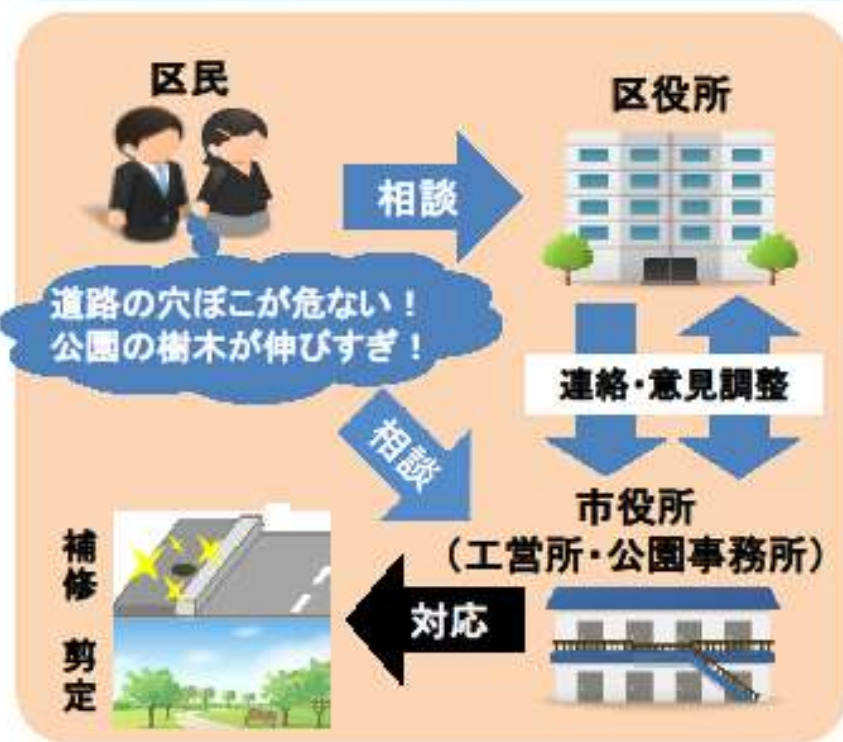 区民
区役所
相談
道路の穴ぼこが危ない！
公園の樹木が伸びすぎ！
連絡・意見調整
相談
市役所
（工営所・公園事務所）
対応
補修
剪定